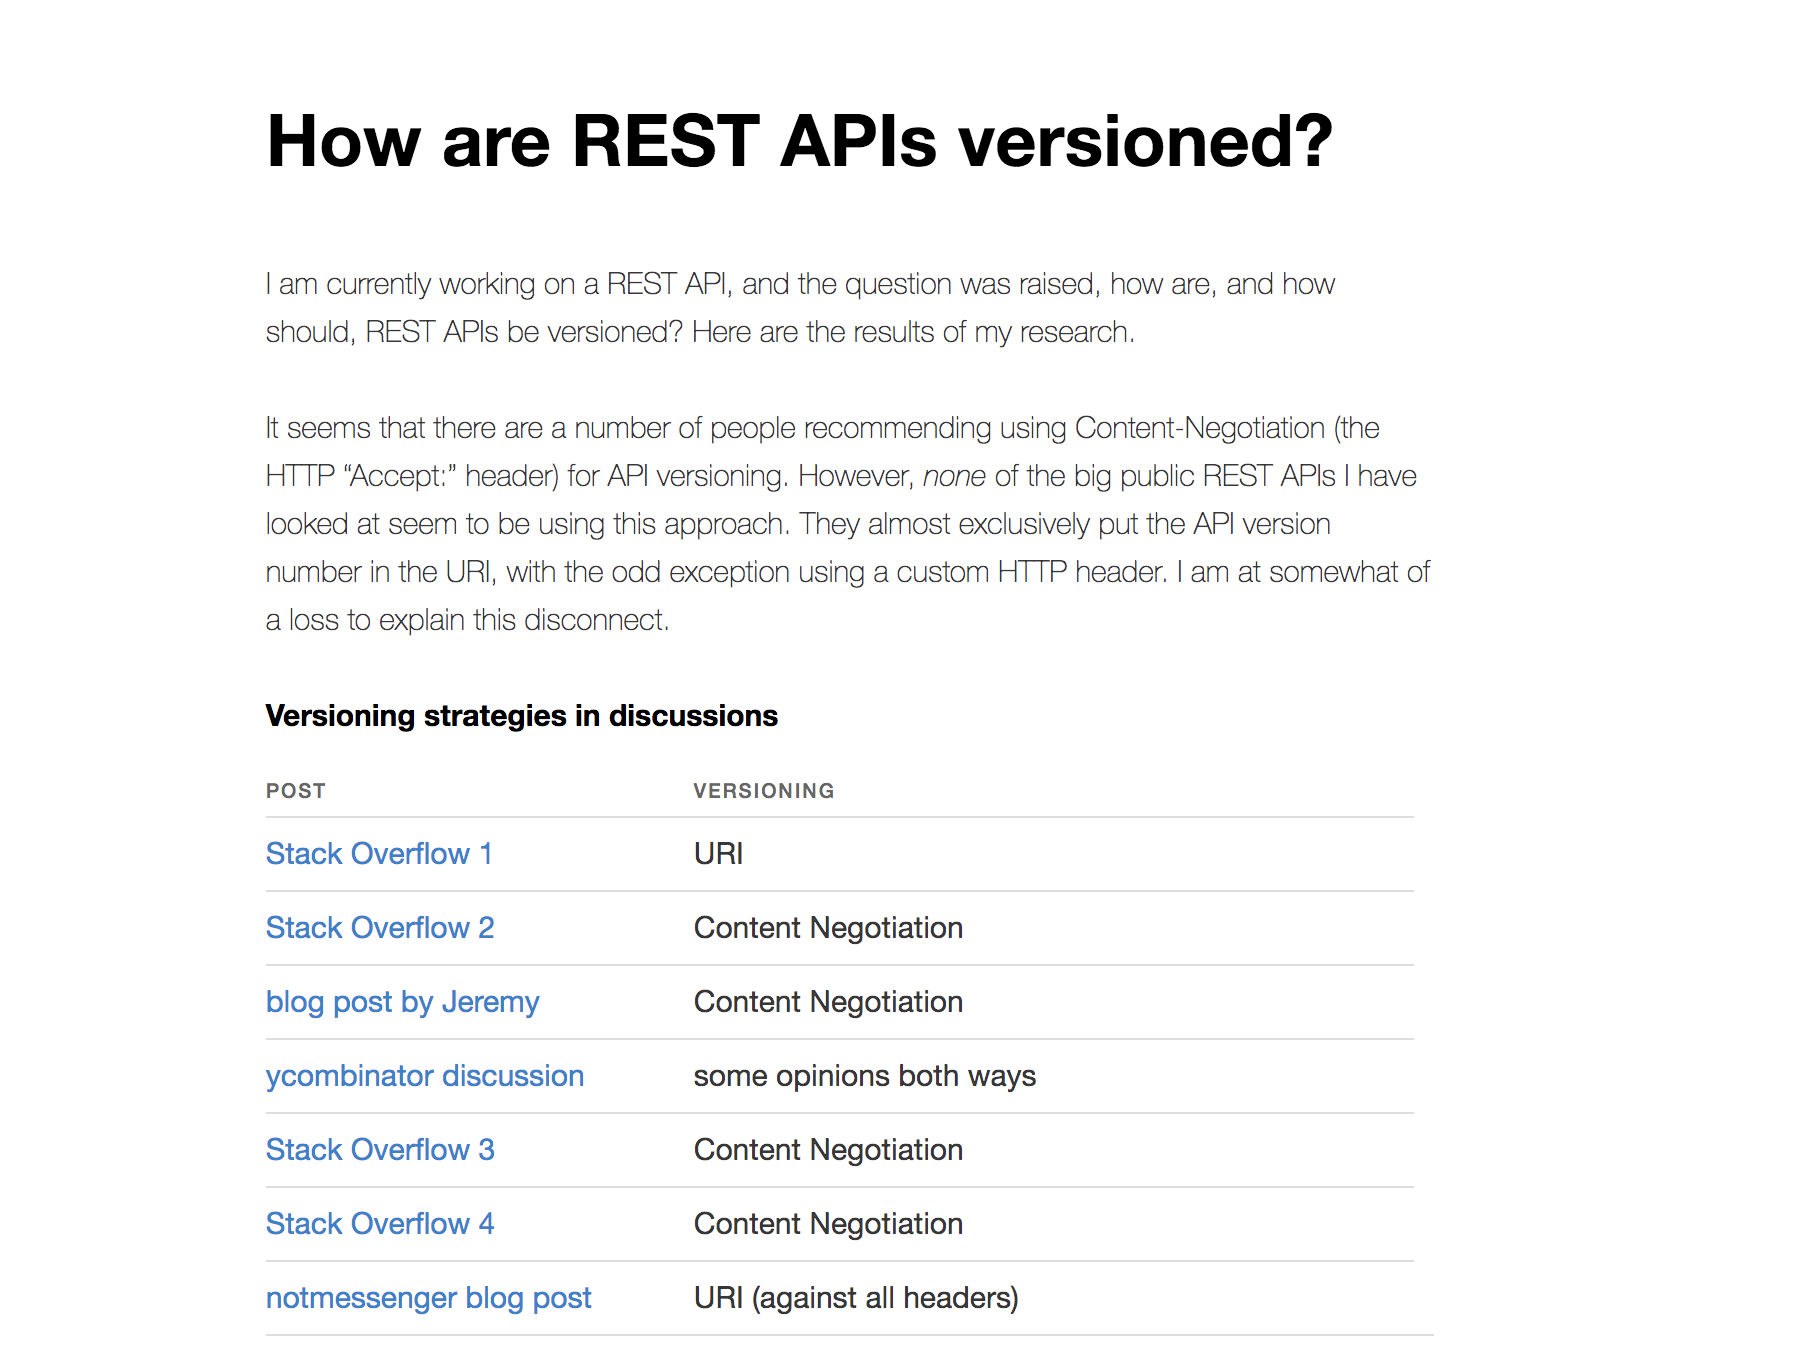 How are REST APIs versioned?
I am currently working on a REST API, and the question was raised, how are, and how
should, REST APIs be versioned? Here are the results of my research.
It seems that there are a number of people recommending using Content-Negotiation (the
HTTP “Accept:” header) for API versioning. However, none of the big public REST APIs I have
looked at seem to be using this approach. They almost exclusively put the API version
number in the URI, with the odd exception using a custom HTTP header. I am at somewhat of
a loss to explain this disconnect.
Versioning strategies in discussions
POST VERSIONING
Stack Overflow 1 URI
Stack Overflow 2 Content Negotiation
blog post by Jeremy Content Negotiation
ycombinator discussion some opinions both ways
Stack Overflow 3 Content Negotiation
Stack Overflow 4 Content Negotiation
notmessenger blog post URI (against all headers)